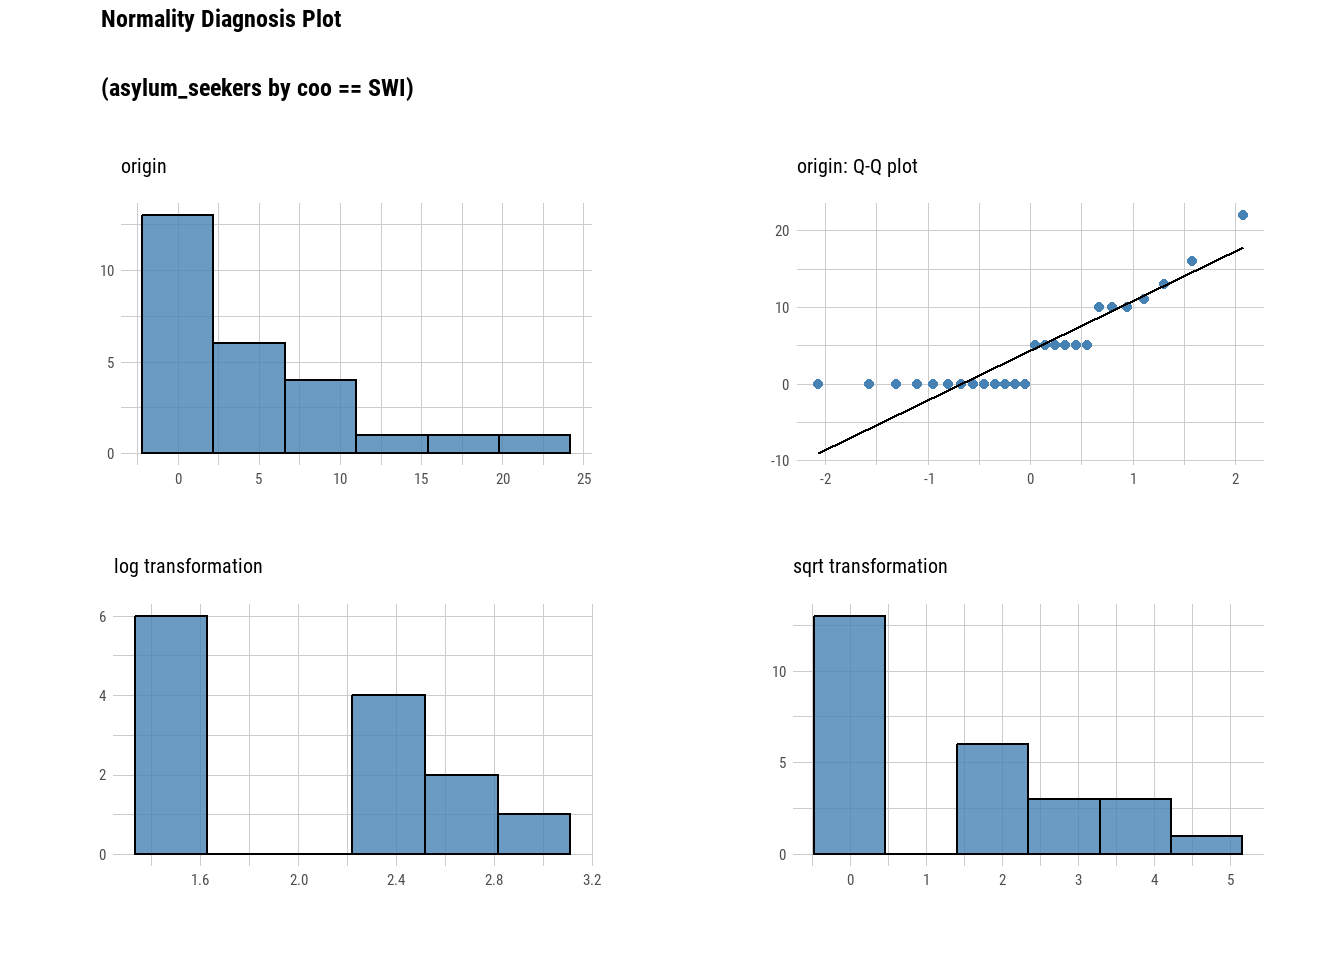 Normality Diagnosis Plot
(asylum_seekers by coo == SWI)
origin
10
5
0
0 5 10 15 20 25
origin: Q-Q plot
20
10
0
-10
-2 -1 0 1 2
log transformation
6
4
2
0
1.6 2.0 2.4 2.8 3.2
sqrt transformation
10
5
0
0 1 2 3 4 5